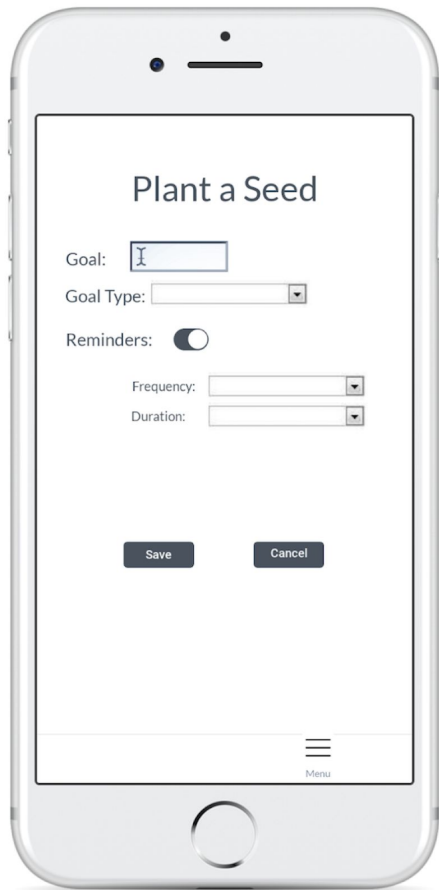 Plant a Seed
Goal:
Goal Type:
Reminders:
Frequency:
Duration:
Save Cancel
Menu